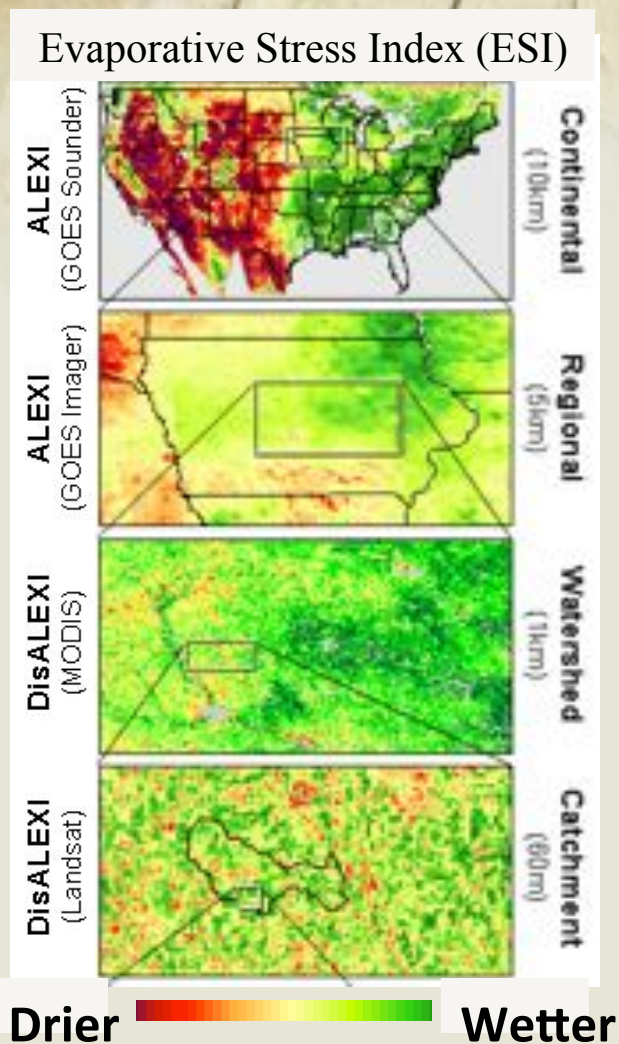 Evaporative Stress Index (ESI)
ALEXI
(GOES Sounder)
Continental
(10km)
ALEXI
(GOES Imager)
Regional
(5km)
DisALEXI
(MODIS)
Watershed
(1km)
DisALEXI
(Landsat)
Catchment
(60m)
Drier
Wetter